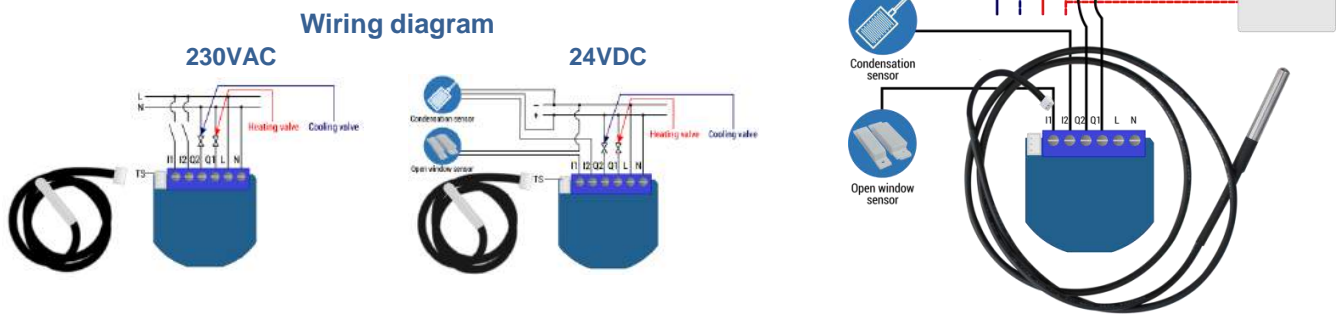 Wiring diagram
230VAC
L
N
Heating valve Cooling valve
I1 I2 Q2 Q1 L N
TS
24VDC
Condensation sensor
- 
+
Heating valve Cooling valve
Open window sensor
I1 I2 Q2 Q1 L N
TS
Condensation
sensor
I1 I2 Q2 Q1 L N
Open window
sensor